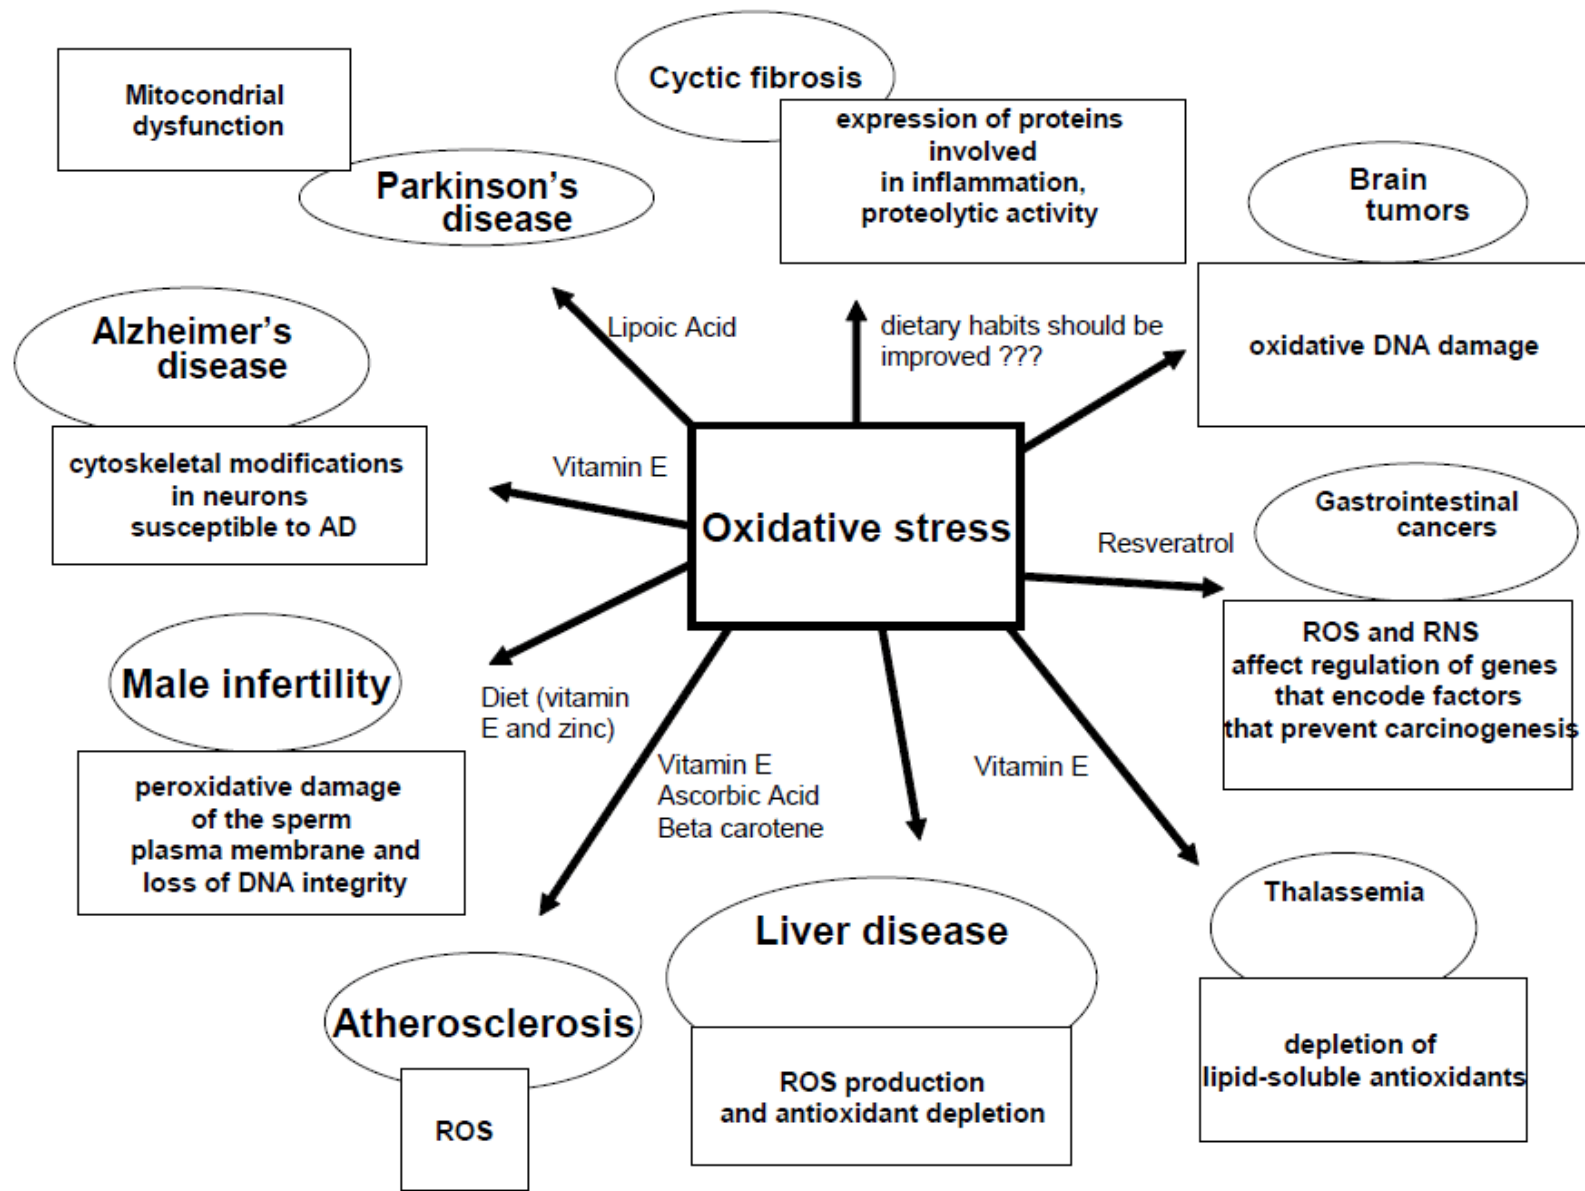 Cyctic fibrosis
Mitocondrial
dysfunction
expression of proteins
involved
in inflammation,
proteolytic activity
Parkinson's
disease
Brain
tumors
Alzheimer's
disease
Lipoic Acid
dietary habits should be
improved ???
oxidative DNA damage
cytoskeletal modifications
in neurons
susceptible to AD
Vitamin E
Oxidative stress
Resveratrol
Gastrointestinal
cancers
Male infertility
Diet (vitamin
E and zinc)
ROS and RNS
affect regulation of genes
that encode factors
that prevent carcinogenesis
peroxidative damage
of the sperm
plasma membrane and
loss of DNA integrity
Vitamin E
Ascorbic Acid
Beta carotene
Vitamin E
Atherosclerosis
ROS
Liver disease
ROS production
and antioxidant depletion
Thalassemia
depletion of
lipid-soluble antioxidants